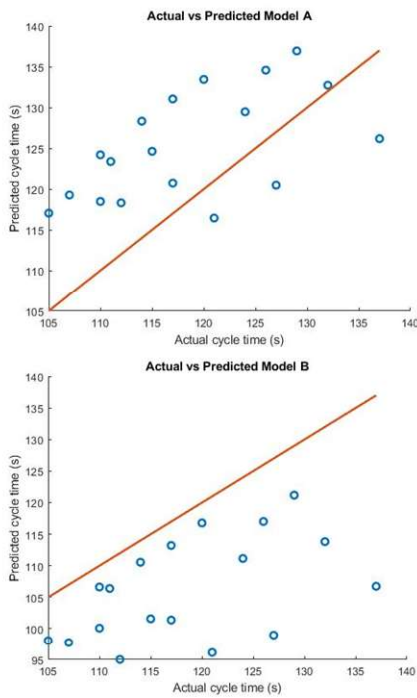 Actual vs Predicted Model A
140
135
130
125
120
115
110
105
Predicted cycle time (s)
105 110 115 120 125 130 135 140
Actual cycle time (s)
Actual vs Predicted Model B
140
135
130
125
120
115
110
105
100
95
Predicted cycle time (s)
105 110 115 120 125 130 135 140
Actual cycle time (s)